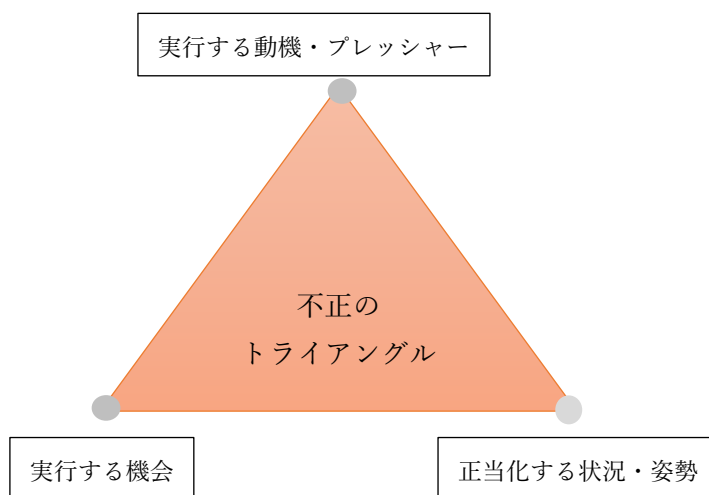 実行する動機・プレッシャー
不正の
トライアングル
実行する機会
正当化する状況・姿勢